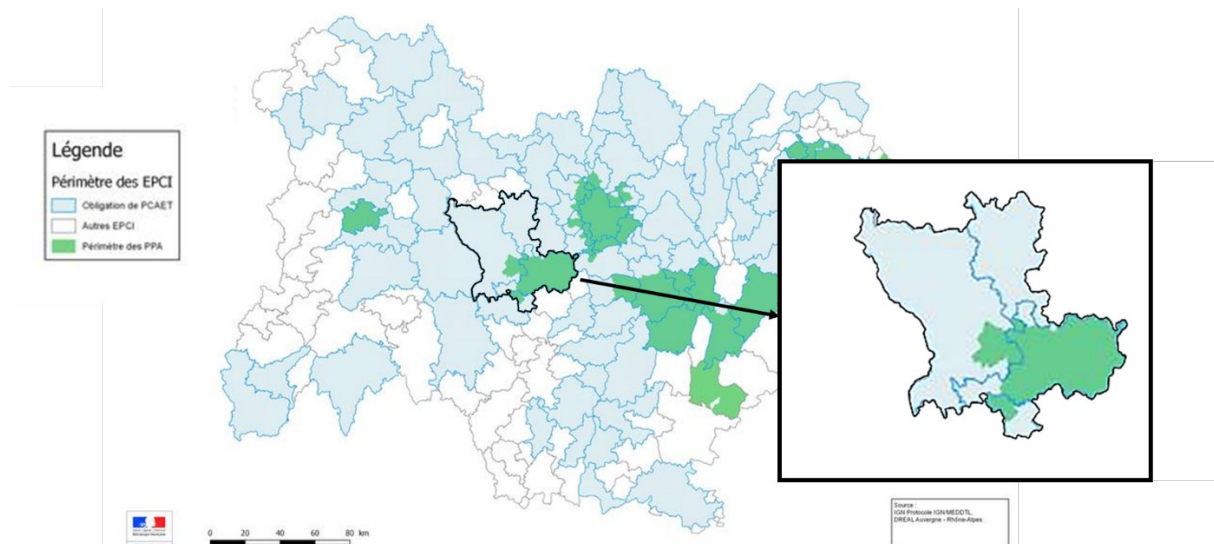 Légende
Périmètre des EPCI
Obligation de PCAET
Autres EPCI
Périmètre des PPA
0 20 40 60 80 km
Source :
IGN Protocole IGN/MEDDTL,
DREAL Auvergne - Rhône-Alpes